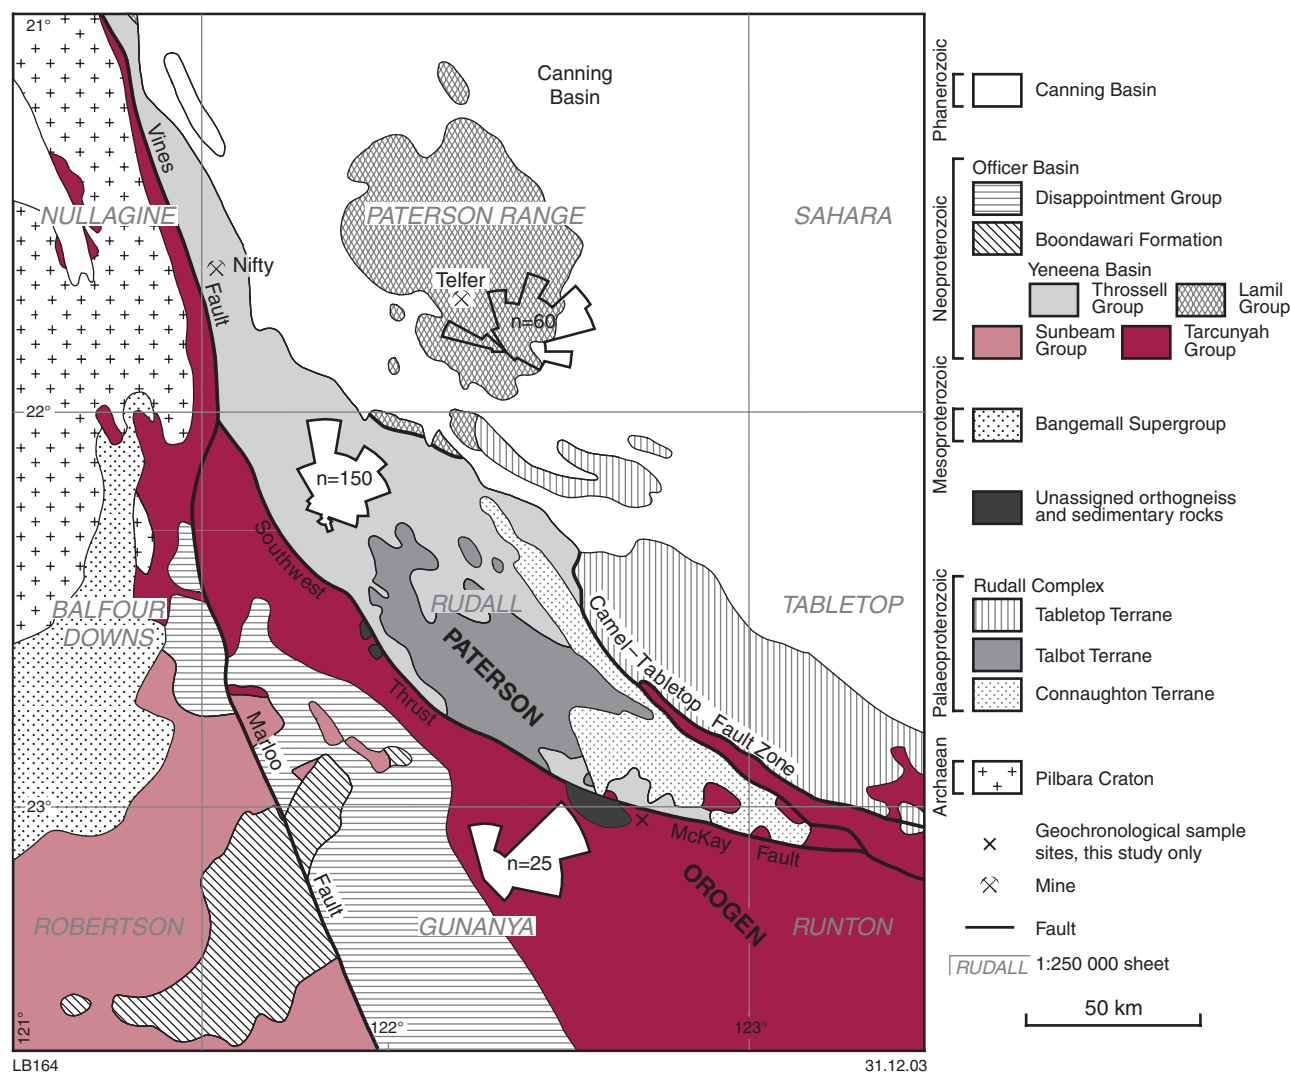 21°
Canning
Basin
Vines
NULLAGINE
PATERSON RANGE
SAHARA
Nifty
Telfer
Fault
n=60
22°
n=150
Southwest
BALFOUR
DOWNS
RUDALL
TABLETOP
PATERSON
Camel–Tabletop Fault Zone
Thrust
Marloo
23°
McKay Fault
n=25
Fault
OROGEN
ROBERTSON
GUNANYA
RUNTON
121°
122°
123°
LB164
31.12.03
Phanerozoic
Canning Basin
Neoproterozoic
Officer Basin
Disappointment Group
Boondawari Formation
Yeneena Basin
Throssell
Group
Lamil
Group
Sunbeam
Group
Tarcunyah
Group
Mesoproterozoic
Bangemall Supergroup
Unassigned orthogneiss
and sedimentary rocks
Palaeoproterozoic
Rudall Complex
Tabletop Terrane
Talbot Terrane
Connaughton Terrane
Archaean
Pilbara Craton
Geochronological sample
sites, this study only
Mine
Fault
RUDALL 1:250 000 sheet
50 km